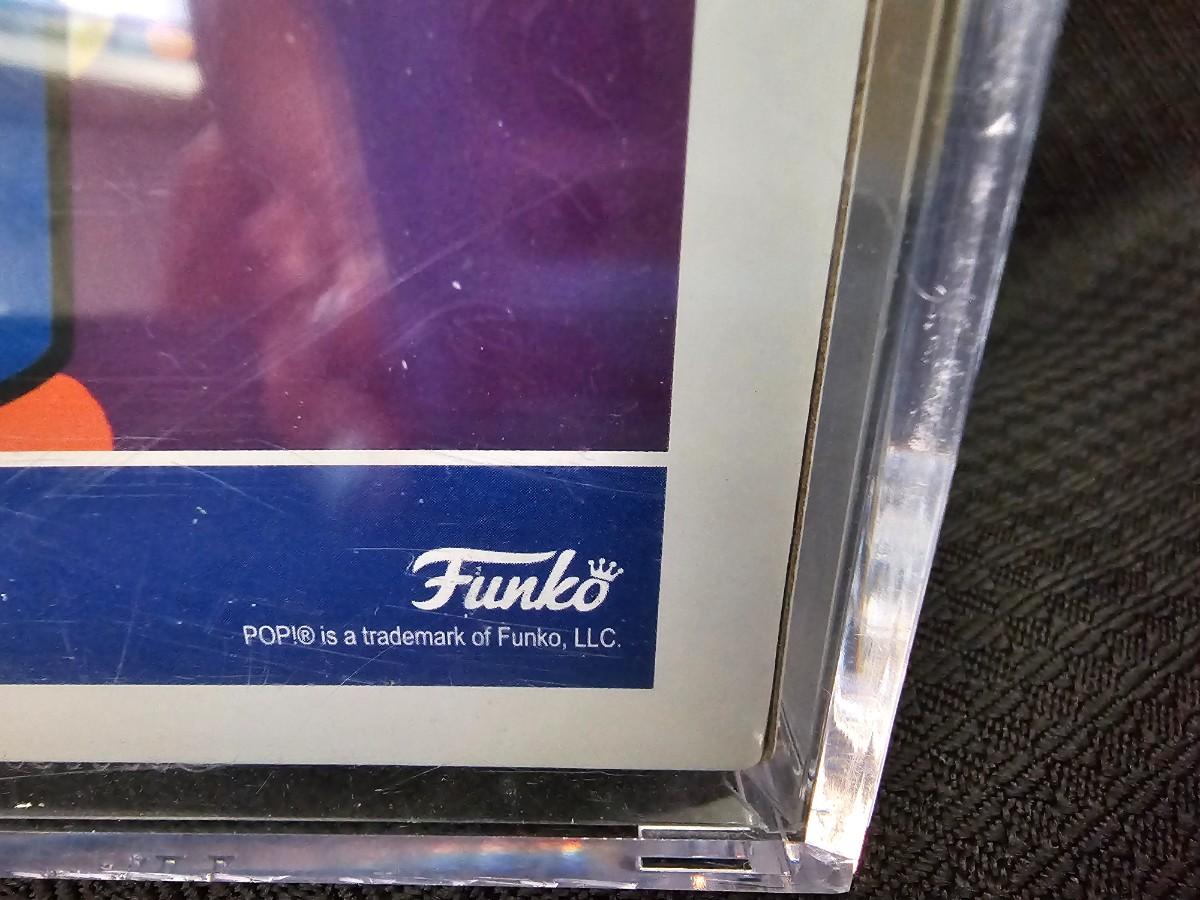 Funko
POP!® is a trademark of Funko, LLC.